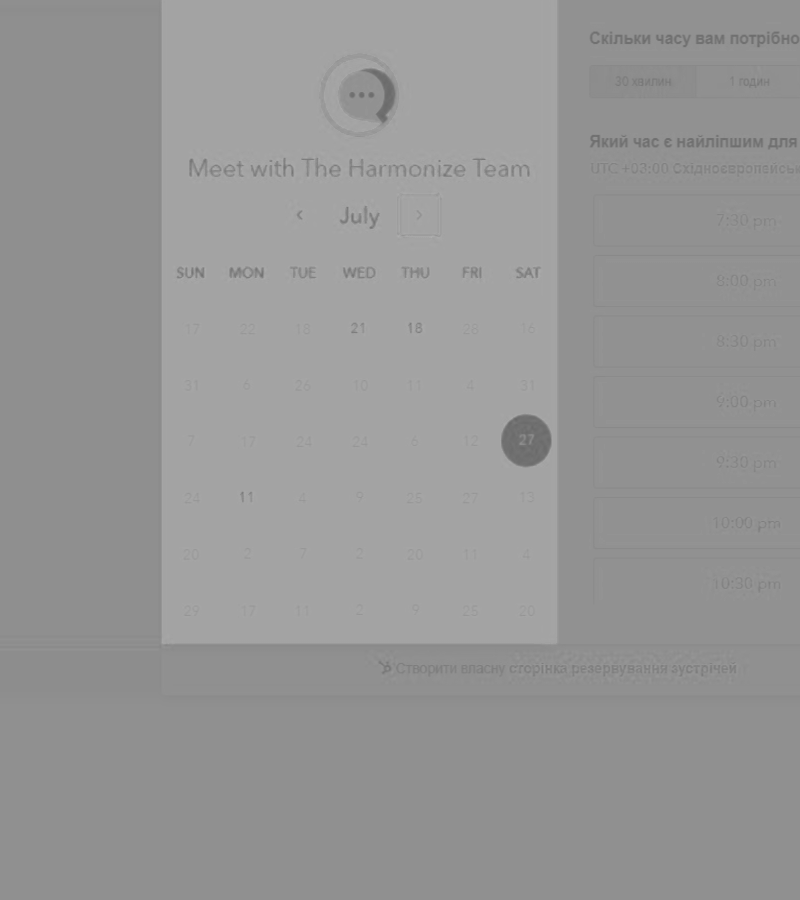 Meet with The Harmonize Team
July
SUN MON TUE WED THU FRI SAT
17 22 18 21 18 28 16
31 6 26 10 11 4 31
7 17 24 24 6 12 27
24 11 4 9 25 27 13
20 2 7 2 20 11 4
29 17 11 2 9 25 20
Скільки часу вам потрібно
30 хвилин 1 годин
Який час є найліпшим для
UTC +03:00
7:30 pm
8:00 pm
8:30 pm
9:00 pm
9:30 pm
10:00 pm
10:30 pm
Створити власну сторінка резервування зустрічей